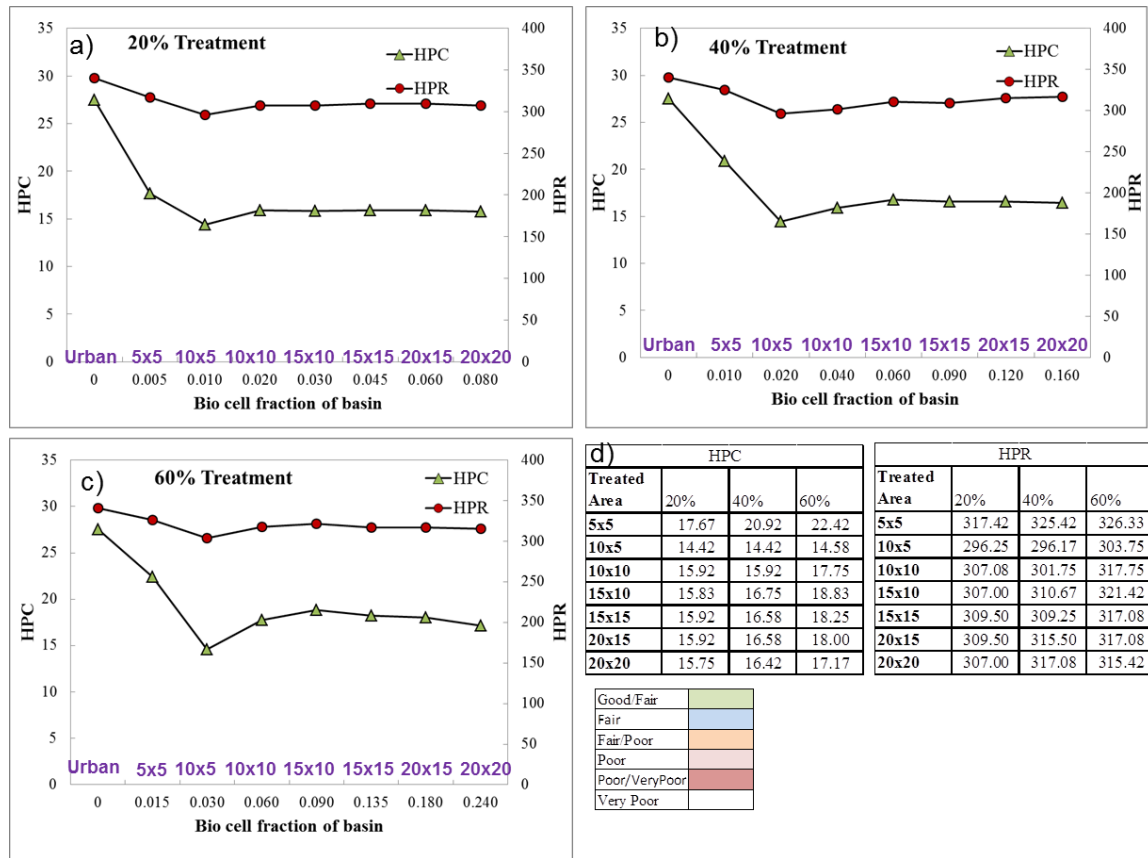 a)
20% Treatment
HPC
HPR
35
30
25
20
15
10
5
0
HPC
400
350
300
250
200
150
100
50
0
HPR
Urban 5x5 10x5 10x10 15x10 15x15 20x15 20x20
0 0.005 0.010 0.020 0.030 0.045 0.060 0.080
Bio cell fraction of basin
b)
40% Treatment
HPC
HPR
35
30
25
20
15
10
5
0
HPC
400
350
300
250
200
150
100
50
0
HPR
Urban 5x5 10x5 10x10 15x10 15x15 20x15 20x20
0 0.010 0.020 0.040 0.060 0.090 0.120 0.160
Bio cell fraction of basin
c)
60% Treatment
HPC
HPR
35
30
25
20
15
10
5
0
HPC
400
350
300
250
200
150
100
50
0
HPR
Urban 5x5 10x5 10x10 15x10 15x15 20x15 20x20
0 0.015 0.030 0.060 0.090 0.135 0.180 0.240
Bio cell fraction of basin
d)
HPC
Treated Area 20% 40% 60%
5x5 17.67 20.92 22.42
10x5 14.42 14.42 14.58
10x10 15.92 15.92 17.75
15x10 15.83 16.75 18.83
15x15 15.92 16.58 18.25
20x15 15.92 16.58 18.00
20x20 15.75 16.42 17.17
HPR
Treated Area 20% 40% 60%
5x5 317.42 325.42 326.33
10x5 296.25 296.17 303.75
10x10 307.08 301.75 317.75
15x10 307.00 310.67 321.42
15x15 309.50 309.25 317.08
20x15 309.50 315.50 317.08
20x20 307.00 317.08 315.42
Good/Fair
Fair
Fair/Poor
Poor
Poor/VeryPoor
Very Poor